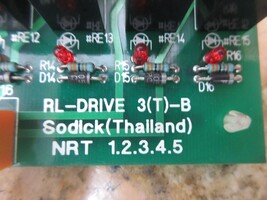 #RE12 #RE13 #RE14 #RE15
R14 R15 R16
D14 D15 D16
RL-DRIVE 3(T)-B
Sodick(Thailand)
NRT 1.2.3.4.5